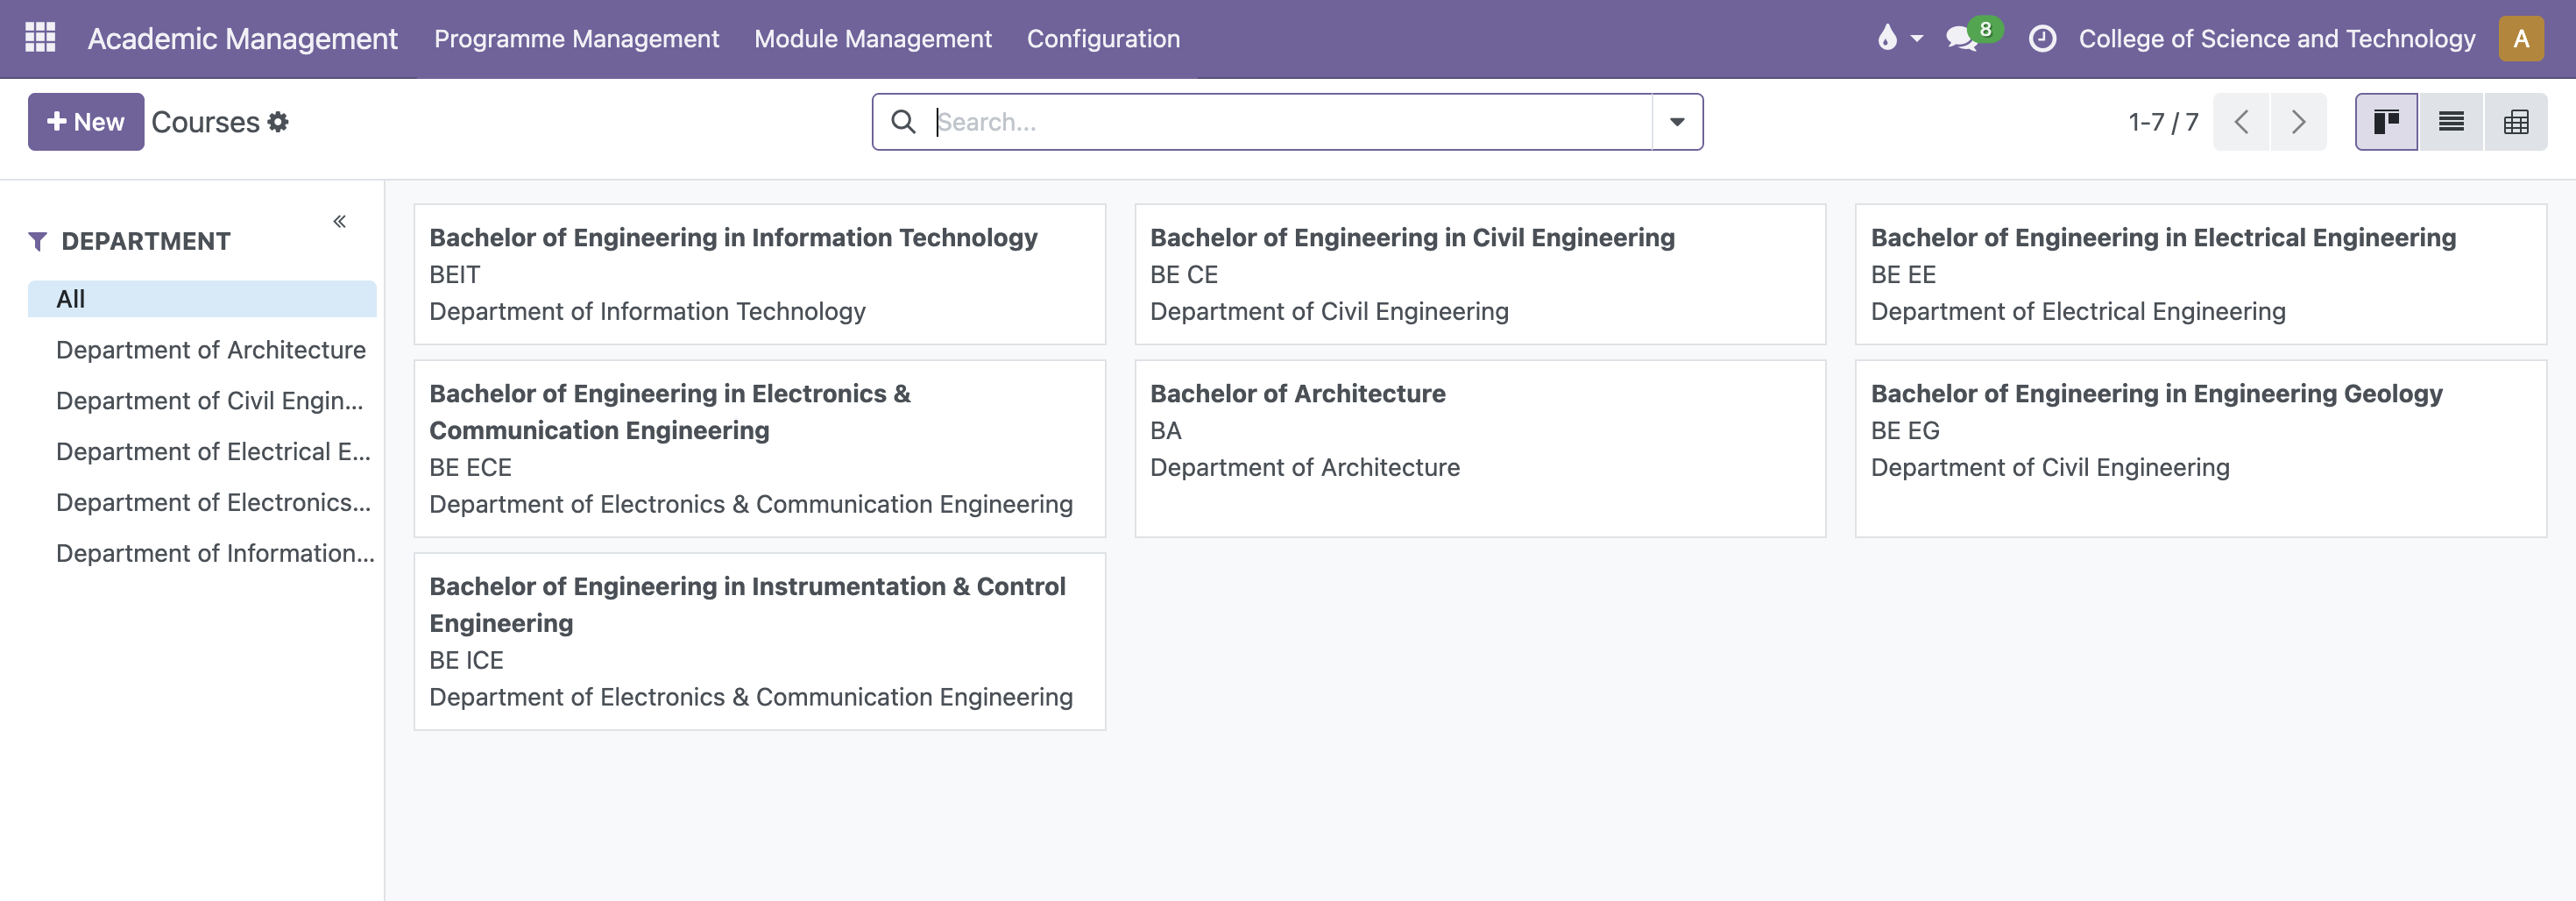 Academic Management Programme Management Module Management Configuration 8 College of Science and Technology A
+ New Courses Search... 1-7 / 7
DEPARTMENT
All
Department of Architecture
Department of Civil Engin...
Department of Electrical E...
Department of Electronics...
Department of Information...
Bachelor of Engineering in Information Technology
BEIT
Department of Information Technology
Bachelor of Engineering in Civil Engineering
BE CE
Department of Civil Engineering
Bachelor of Engineering in Electrical Engineering
BE EE
Department of Electrical Engineering
Bachelor of Engineering in Electronics &
Communication Engineering
BE ECE
Department of Electronics & Communication Engineering
Bachelor of Architecture
BA
Department of Architecture
Bachelor of Engineering in Engineering Geology
BE EG
Department of Civil Engineering
Bachelor of Engineering in Instrumentation & Control
Engineering
BE ICE
Department of Electronics & Communication Engineering